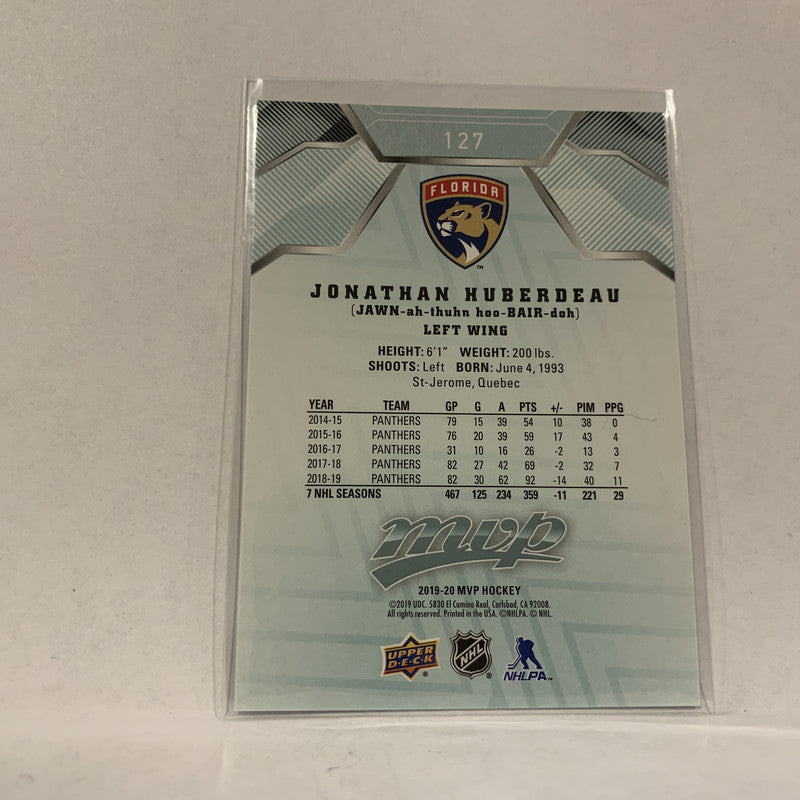 127
FLORIDA
TM
JONATHAN HUBERDEAU
(JAWN-ah-thuhn hoo-BAIR-doh)
LEFT WING
HEIGHT: 6'1" WEIGHT: 200 lbs.
SHOOTS: Left BORN: June 4, 1993
St-Jerome, Quebec
YEAR TEAM GP G A PTS +/- PIM PPG
2014-15 PANTHERS 79 15 39 54 10 38 0
2015-16 PANTHERS 76 20 39 59 17 43 4
2016-17 PANTHERS 31 10 16 26 -2 13 3
2017-18 PANTHERS 82 27 42 69 -2 32 7
2018-19 PANTHERS 82 30 62 92 -14 40 11
7 NHL SEASONS 467 125 234 359 -11 221 29
mvp
2019-20 MVP HOCKEY
©2019 UDC. 5830 El Camino Real, Carlsbad, CA 92008.
All rights reserved. Printed in the USA. ©NHLPA. © NHL.
UPPER DECK ® NHL ® NHLPA™